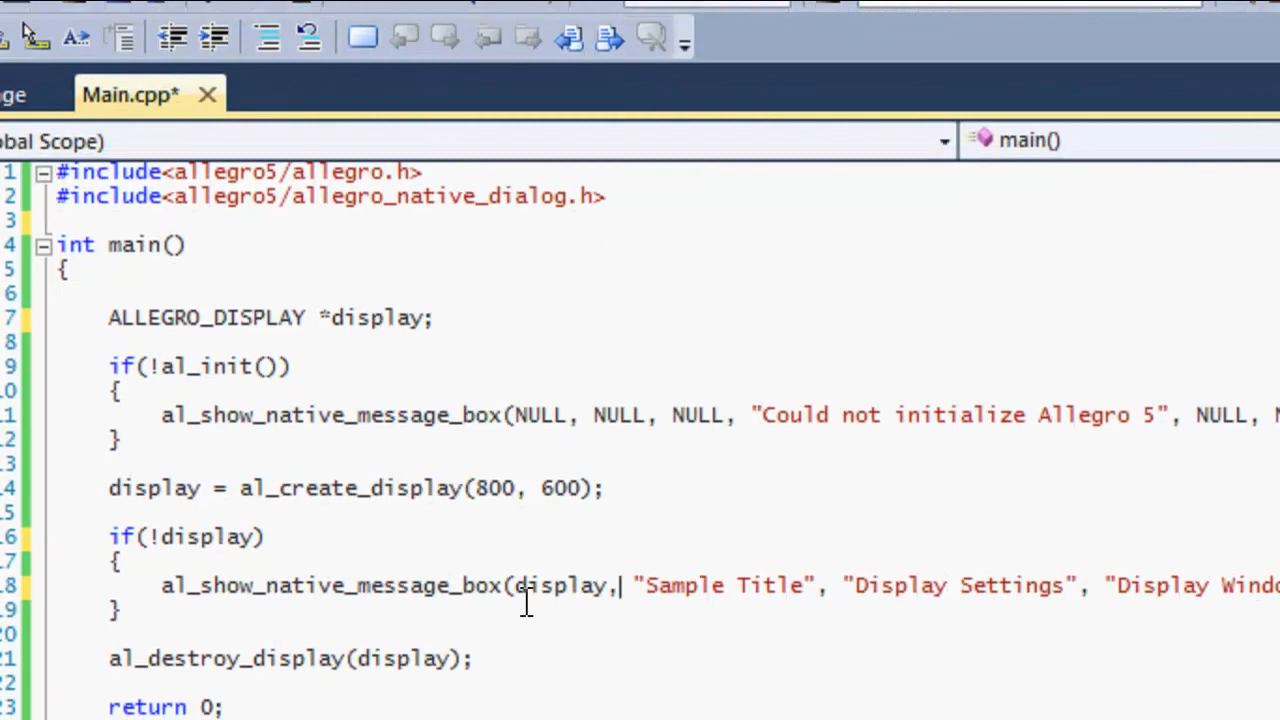 ge Main.cpp*
obal Scope) main()
1 #include<allegro5/allegro.h>
2 #include<allegro5/allegro_native_dialog.h>
3
4 int main()
5 {
6
7 ALLEGRO_DISPLAY *display;
8
9 if(!al_init())
10 {
11 al_show_native_message_box(NULL, NULL, NULL, "Could not initialize Allegro 5", NULL, N
12 }
13
14 display = al_create_display(800, 600);
15
16 if(!display)
17 {
18 al_show_native_message_box(display, "Sample Title", "Display Settings", "Display Windo
19 }
20
21 al_destroy_display(display);
22
23 return 0;